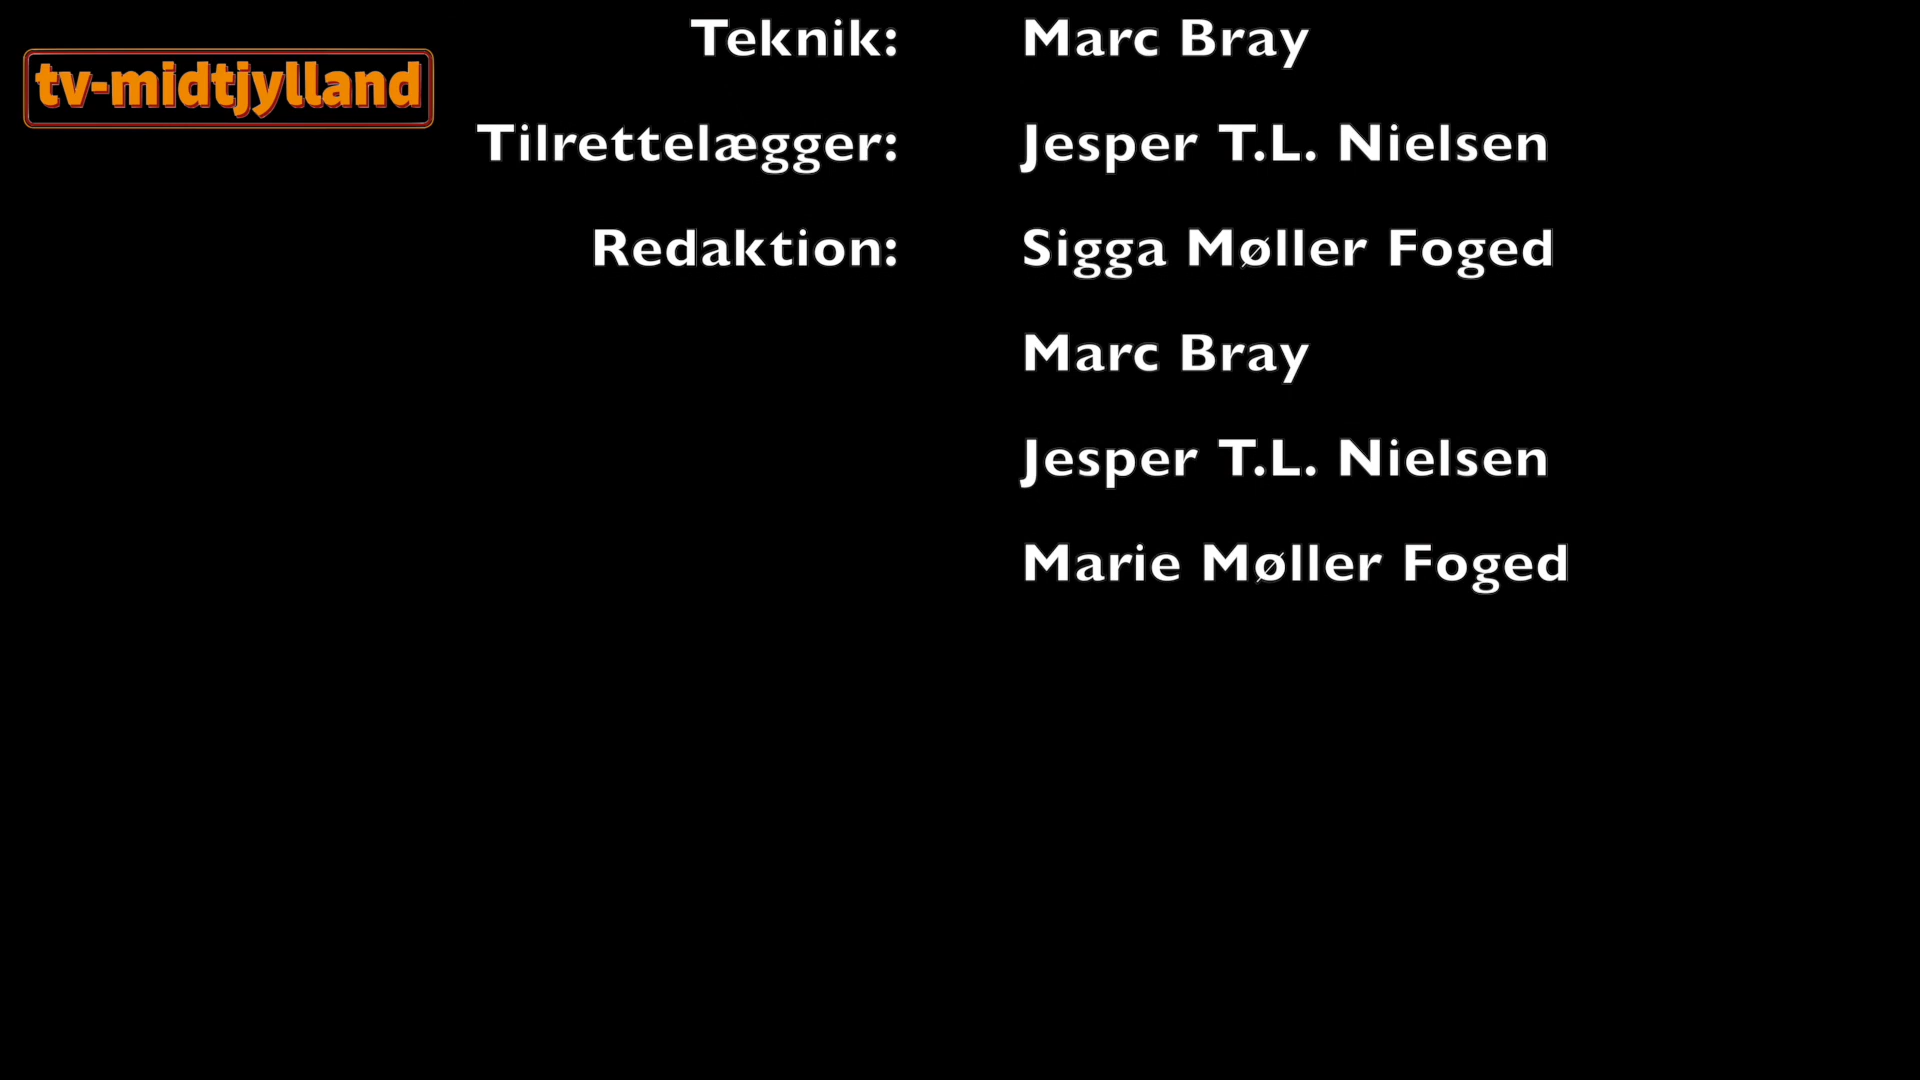 tv-midtjylland
Teknik: Marc Bray
Tilrettelægger: Jesper T.L. Nielsen
Redaktion: Sigga Møller Foged
Marc Bray
Jesper T.L. Nielsen
Marie Møller Foged